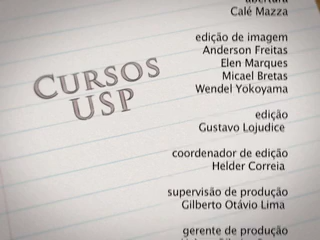 CURSOS
USP
abertura
Calé Mazza
edição de imagem
Anderson Freitas
Elen Marques
Micael Bretas
Wendel Yokoyama
edição
Gustavo Lojudice
coordenador de edição
Helder Correia
supervisão de produção
Gilberto Otávio Lima
gerente de produção